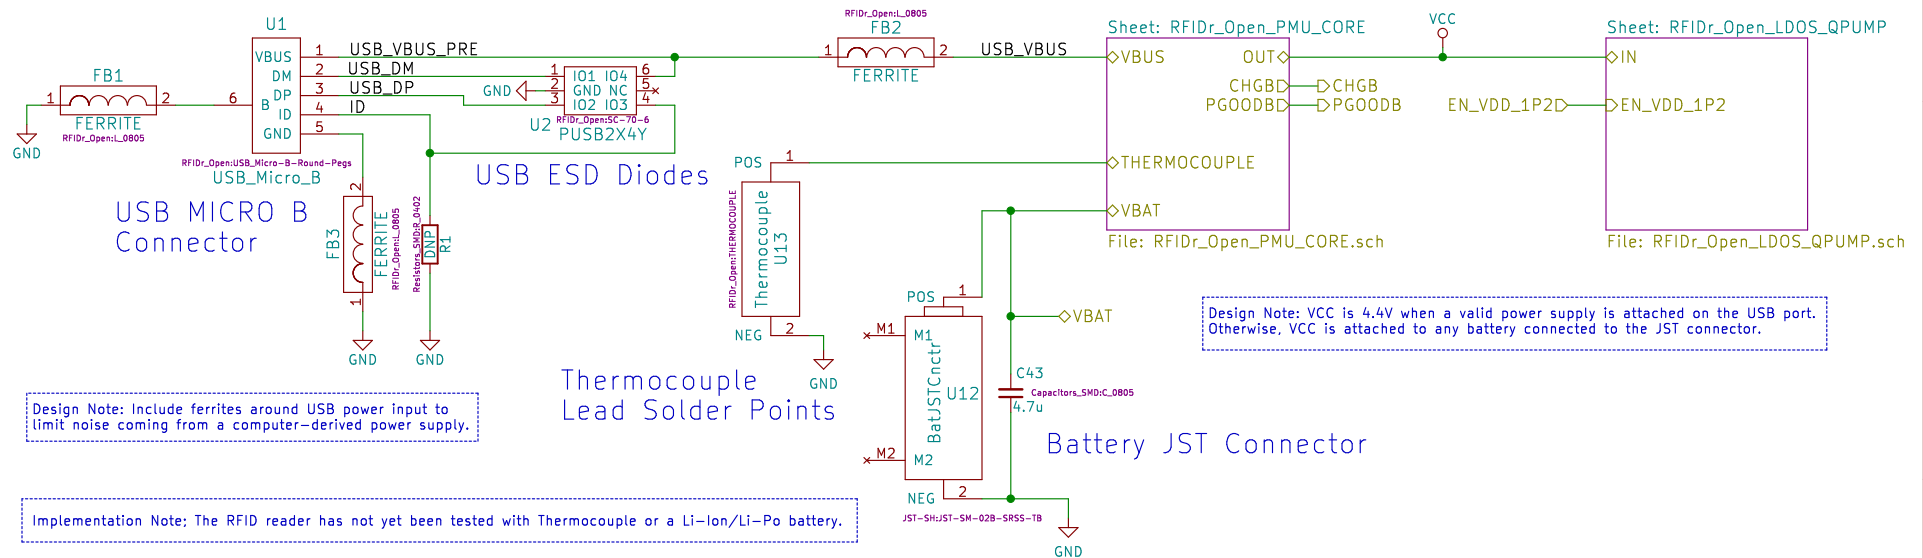 U1
VBUS
DM
DP
ID
GND
B
1
2
3
4
5
6
USB_VBUS_PRE
USB_DM
USB_DP
ID
RFIDr_Open:USB_Micro-B-Round-Pegs
USB_Micro_B
USB MICRO B
Connector
FB1
1
2
FERRITE
RFIDr_Open:L_0805
GND
FB3
2
1
FERRITE
RFIDr_Open:L_0805
GND
Resistors_SMD:R_0402
DNP
R1
GND
GND
1
2
3
IO1 IO4
GND NC
IO2 IO3
6
5
4
RFIDr_Open:SC-70-6
U2
PUSB2X4Y
USB ESD Diodes
RFIDr_Open:L_0805
FB2
1
2
FERRITE
USB_VBUS
Sheet: RFIDr_Open_PMU_CORE
VBUS
OUT
CHGB
PGOODB
THERMOCOUPLE
VBAT
File: RFIDr_Open_PMU_CORE.sch
CHGB
PGOODB
VCC
Sheet: RFIDr_Open_LDOS_QPUMP
IN
EN_VDD_1P2
EN_VDD_1P2
File: RFIDr_Open_LDOS_QPUMP.sch
POS
1
RFIDr_Open:THERMOCOUPLE
Thermocouple
U13
NEG
2
GND
Thermocouple
Lead Solder Points
POS
1
M1
M1
BatJSTCnctr
U12
M2
M2
NEG
2
JST-SH:JST-SM-02B-SRSS-TB
VBAT
C43
Capacitors_SMD:C_0805
4.7u
GND
Battery JST Connector
Design Note: VCC is 4.4V when a valid power supply is attached on the USB port.
Otherwise, VCC is attached to any battery connected to the JST connector.
Design Note: Include ferrites around USB power input to
limit noise coming from a computer-derived power supply.
Implementation Note; The RFID reader has not yet been tested with Thermocouple or a Li-Ion/Li-Po battery.